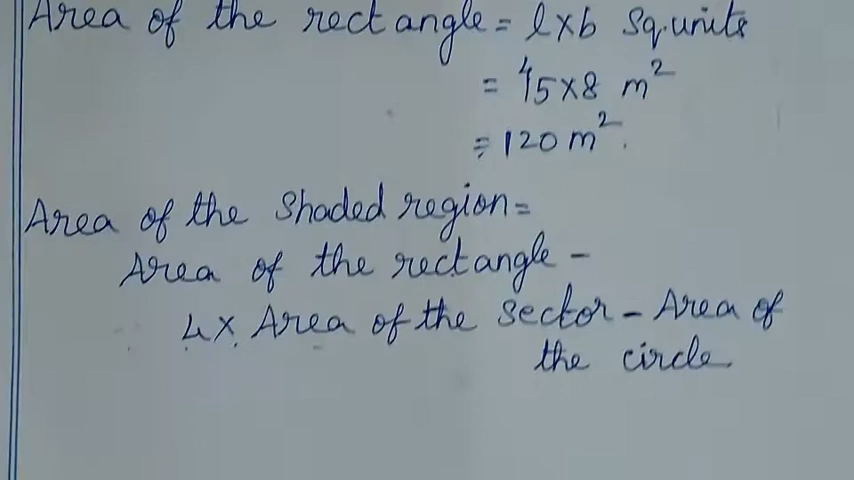 Area of the rectangle = l×b Sq.units
= 15×8 m²
= 120 m².
Area of the shaded region =
Area of the rectangle -
4× Area of the sector - Area of
the circle